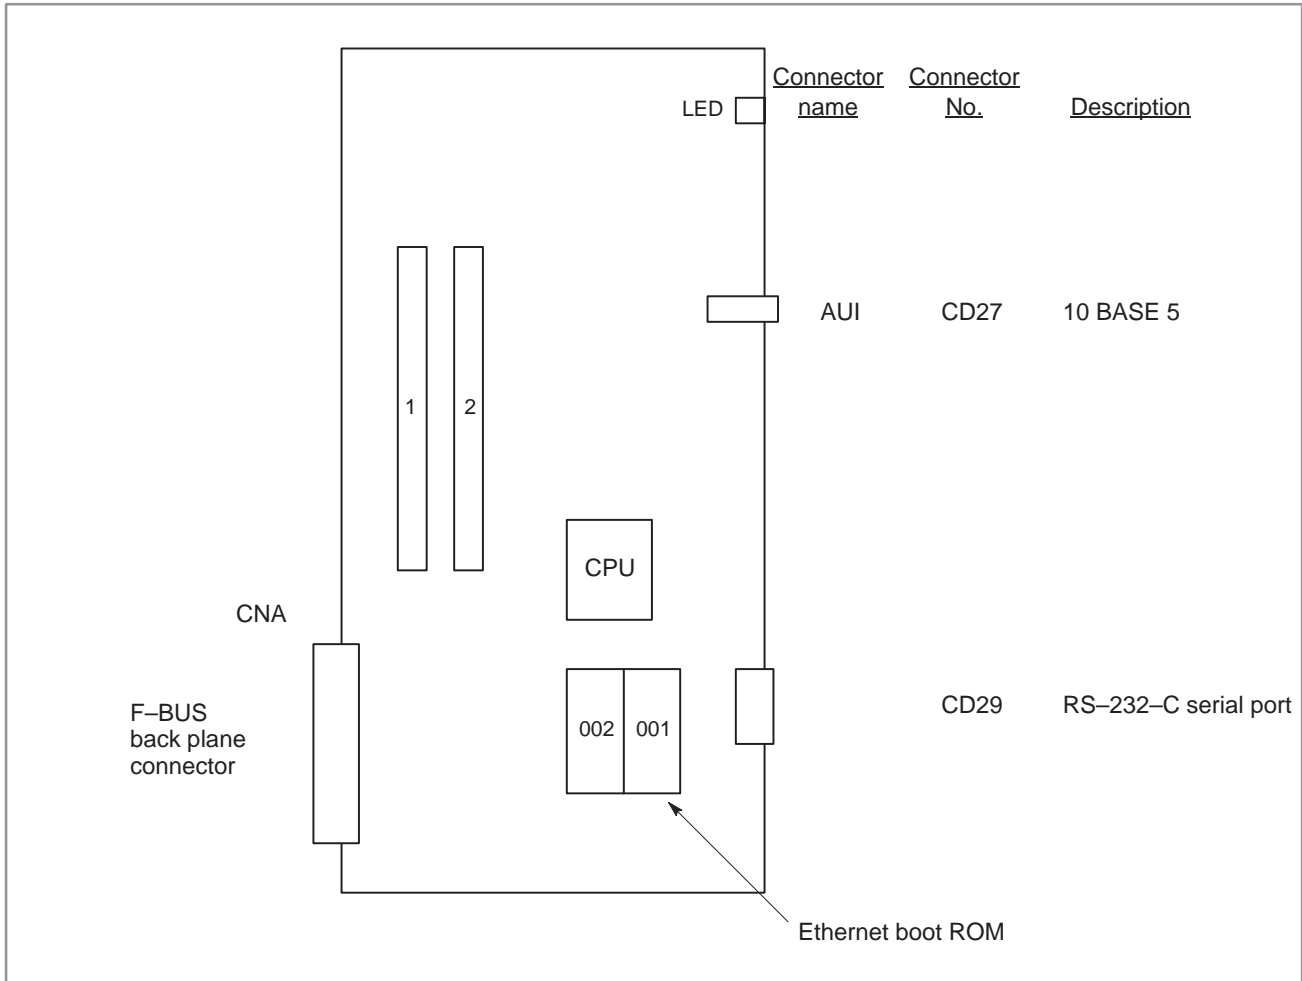 Connector Connector
LED name No. Description
AUI CD27 10 BASE 5
1 2
CPU
CNA
F–BUS
back plane
connector
002 001
CD29 RS–232–C serial port
Ethernet boot ROM